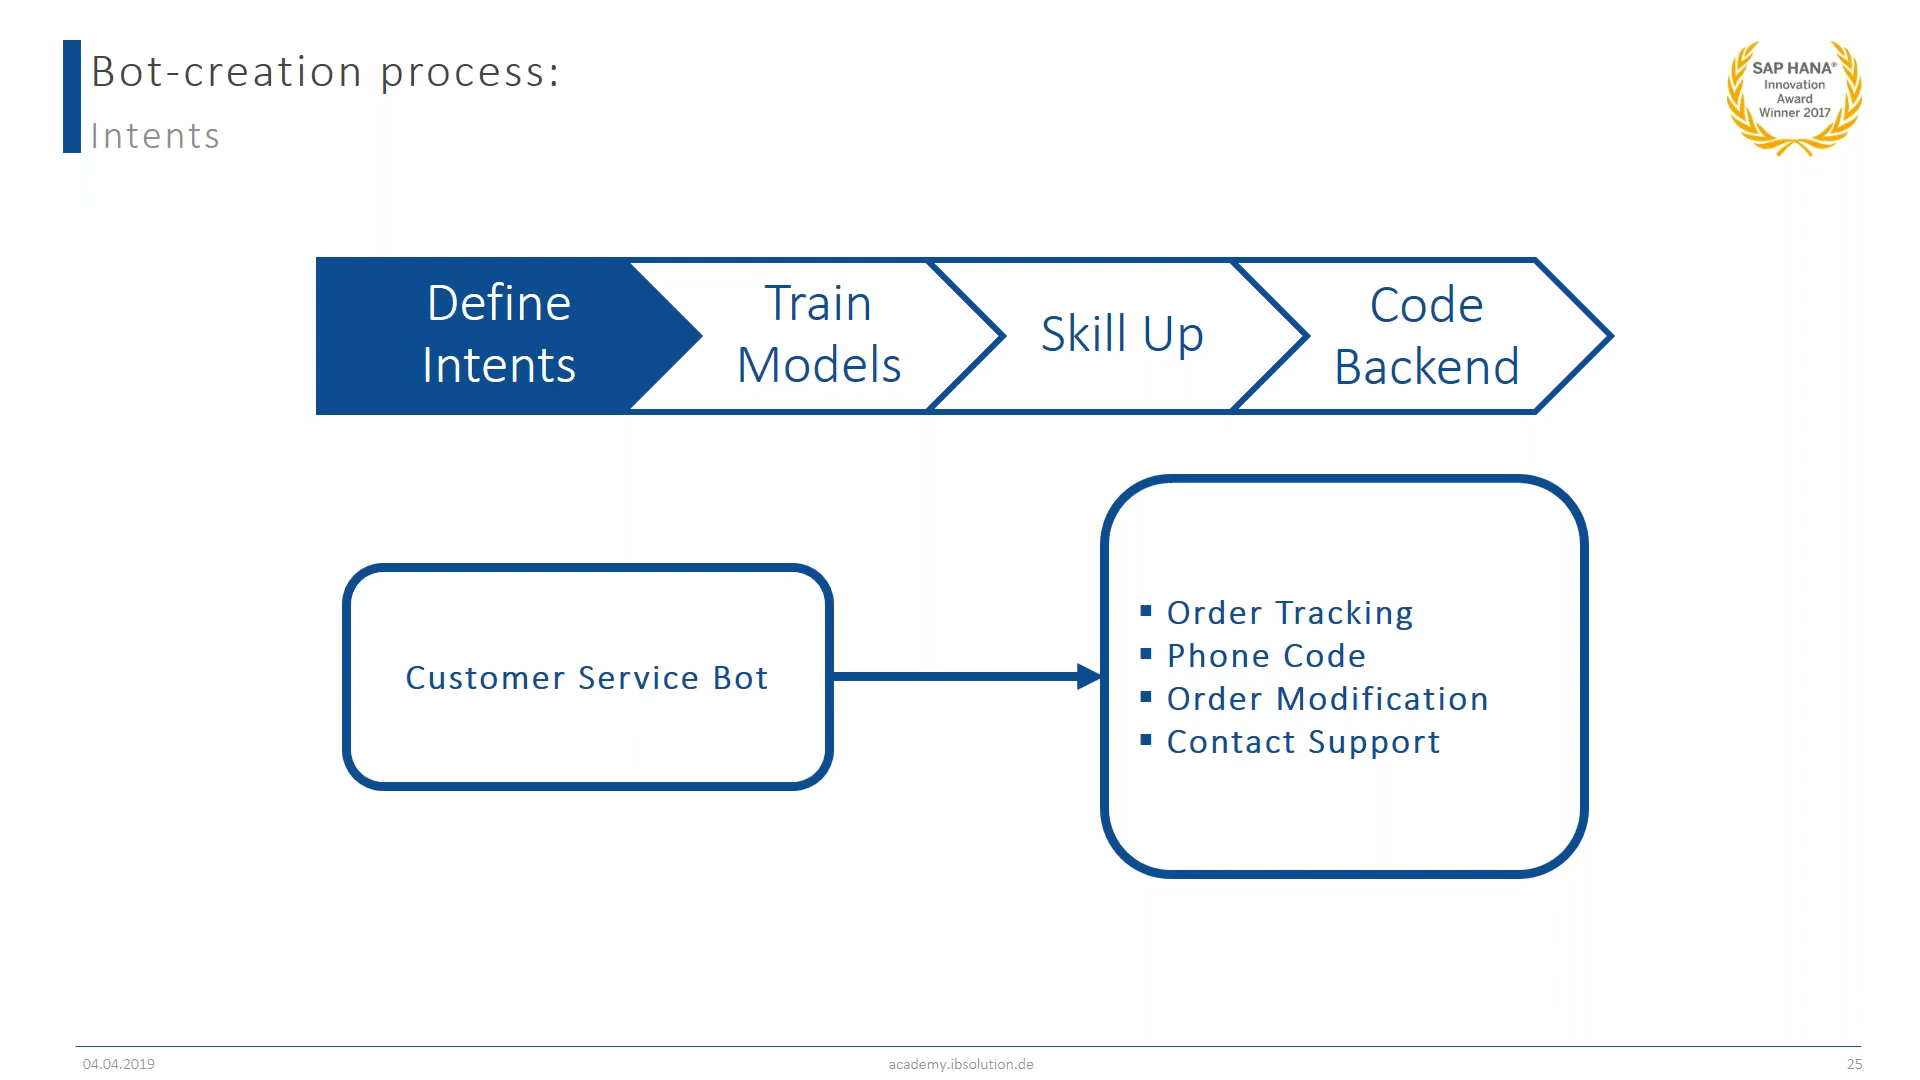 Bot-creation process:
Intents
SAP HANA®
Innovation
Award
Winner 2017
Define
Intents
Train
Models
Skill Up
Code
Backend
Customer Service Bot
▪ Order Tracking
▪ Phone Code
▪ Order Modification
▪ Contact Support
04.04.2019
academy.ibsolution.de
25